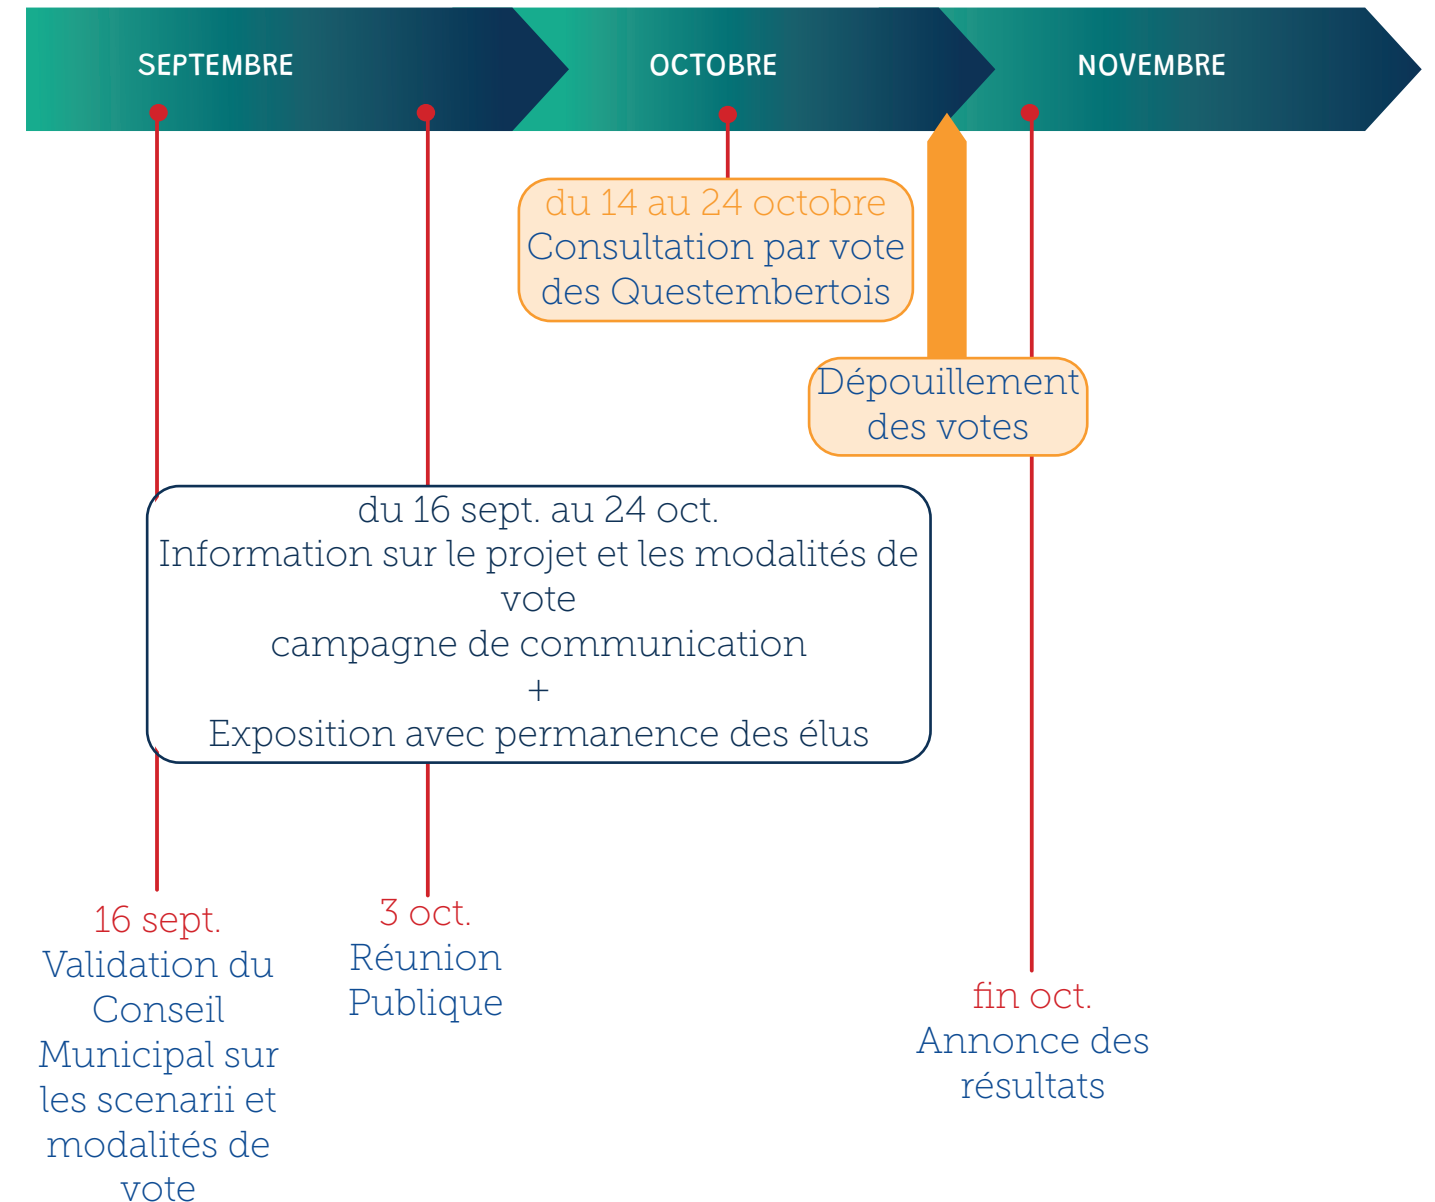 SEPTEMBRE
OCTOBRE
NOVEMBRE
du 14 au 24 octobre
Consultation par vote
des Questembertois
Dépouillement
des votes
du 16 sept. au 24 oct.
Information sur le projet et les modalités de
vote
campagne de communication
+
Exposition avec permanence des élus
16 sept.
Validation du
Conseil
Municipal sur
les scenarii et
modalités de
vote
3 oct.
Réunion
Publique
fin oct.
Annonce des
résultats